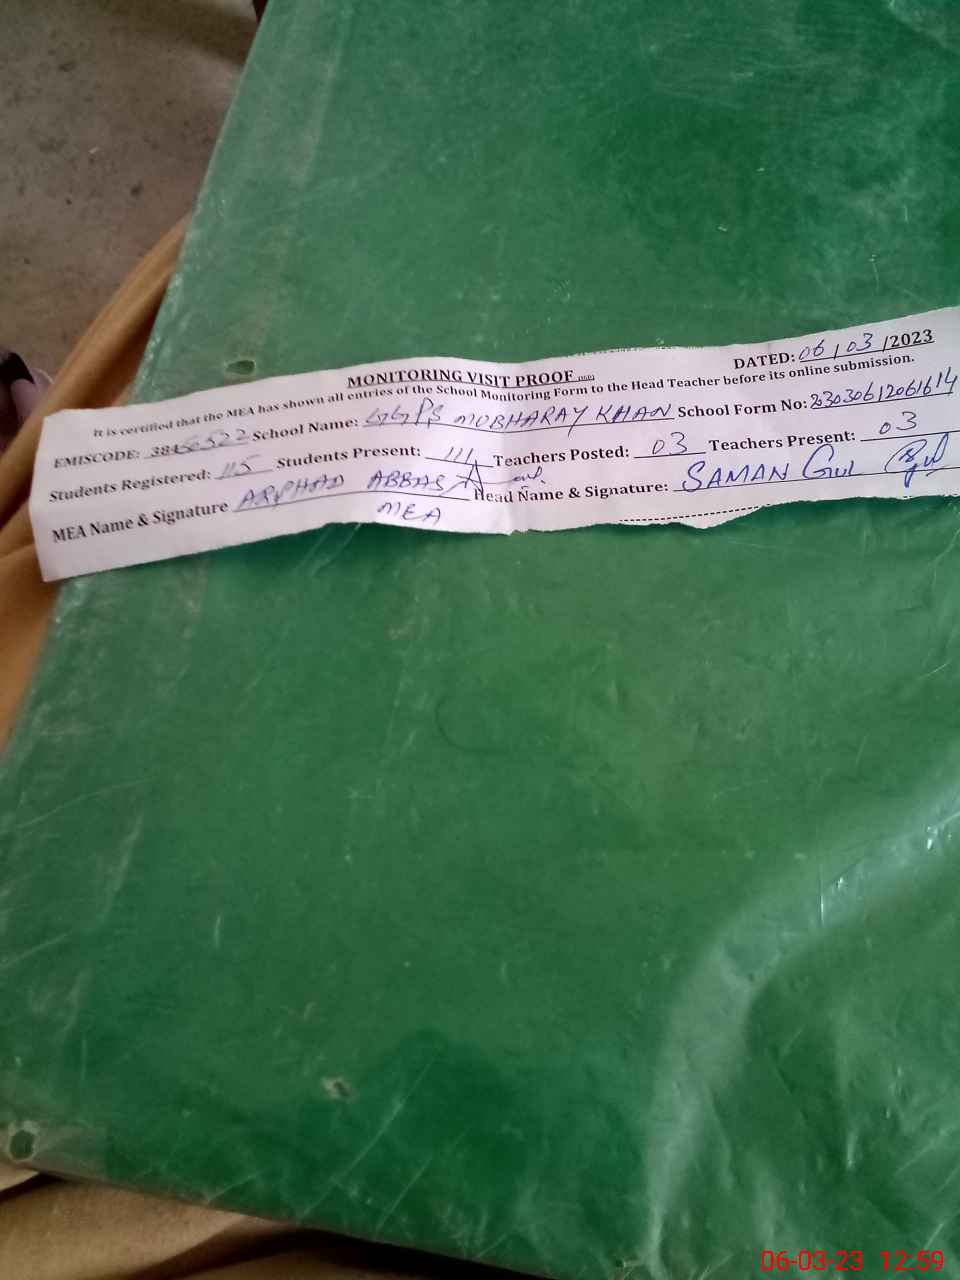 MONITORING VISIT PROOF
DATED: 06/03/2023
It is certified that the MEA has shown all entries of the School Monitoring Form to the Head Teacher before its online submission.
EMISCODE: School Name: GGPS MOBHARAY KHAN School Form No: 23030612061614
Students Registered: 115 Students Present: 111 Teachers Posted: 03 Teachers Present: 03
MEA Name & Signature ABBAS Head Name & Signature: SAMAN Gul
MEA
06-03-23 12:59